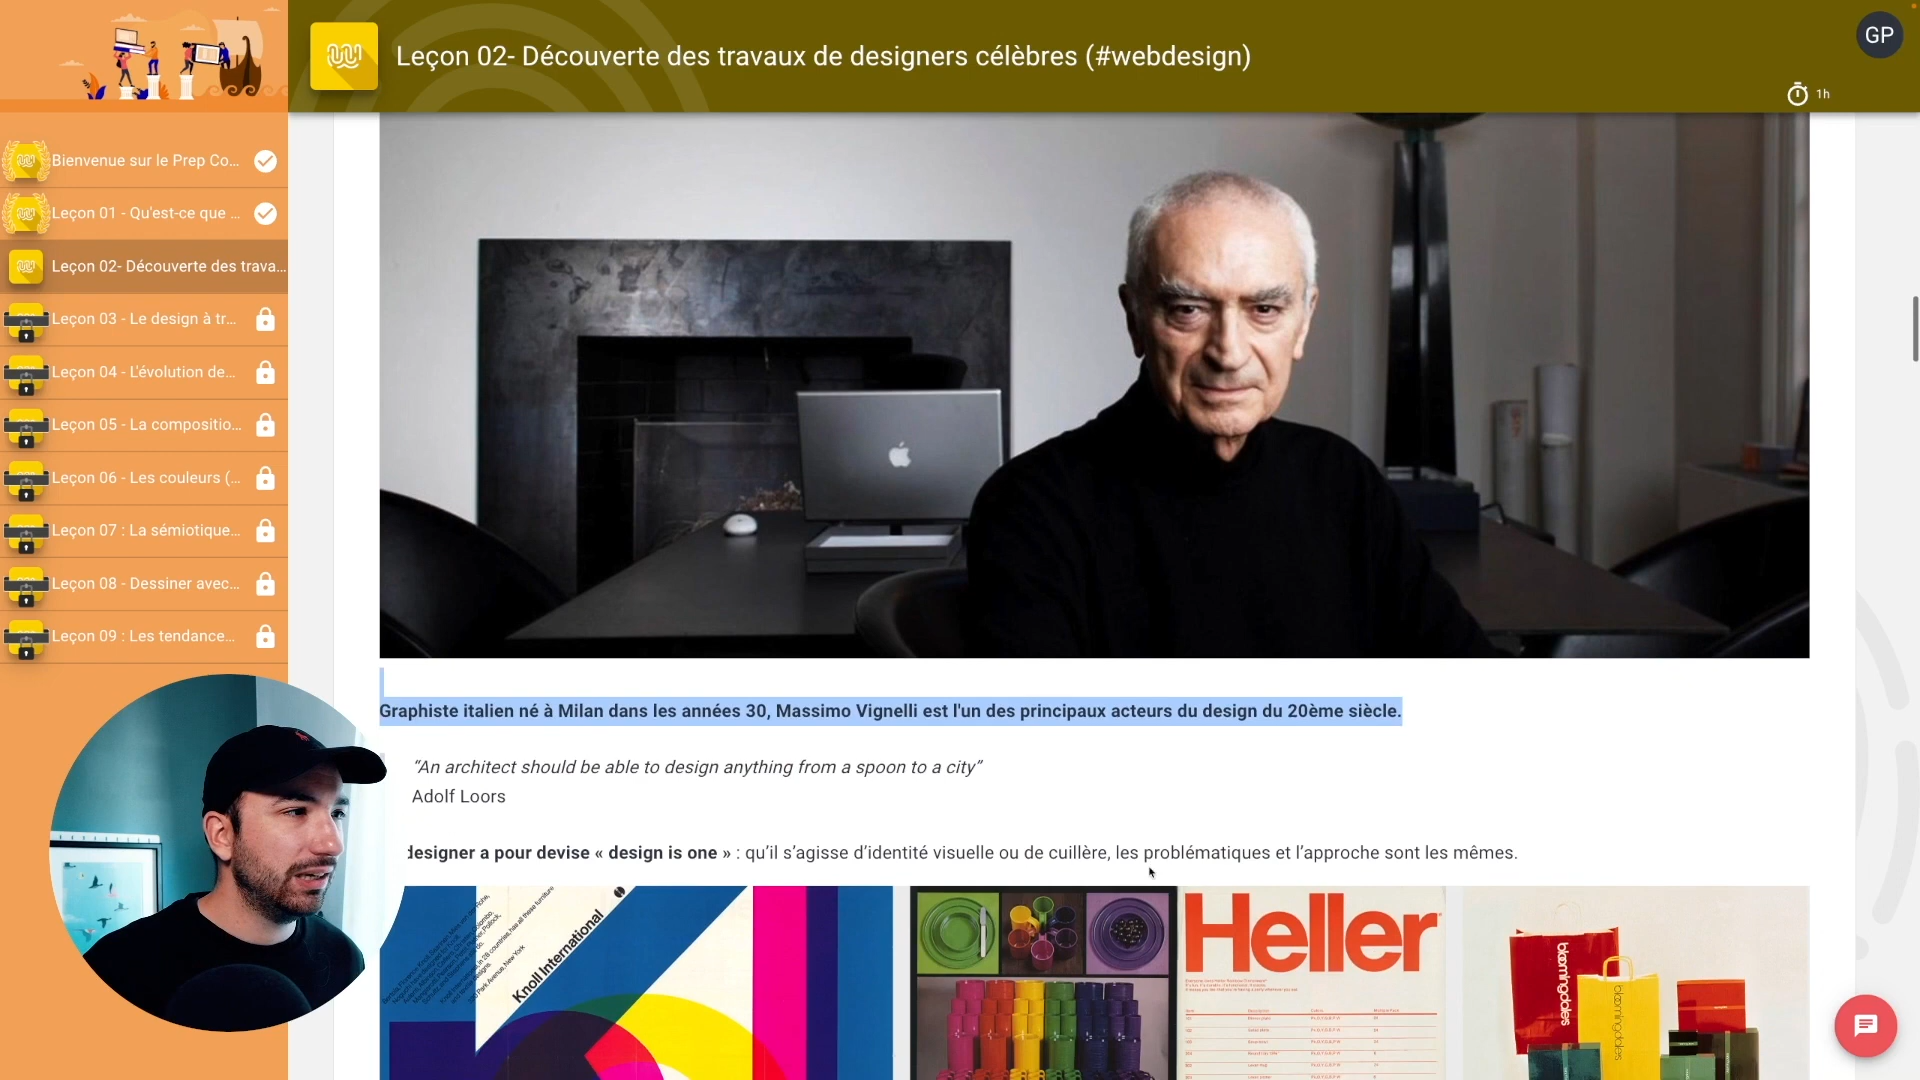 Leçon 02- Découverte des travaux de designers célèbres (#webdesign)
GP
1h
Bienvenue sur le Prep Co...
Leçon 01 - Qu'est-ce que ...
Leçon 02- Découverte des trava...
Leçon 03 - Le design à tr...
Leçon 04 - L'évolution de...
Leçon 05 - La compositio...
Leçon 06 - Les couleurs (...
Leçon 07 : La sémiotique...
Leçon 08 - Dessiner avec...
Leçon 09 : Les tendance...
Graphiste italien né à Milan dans les années 30, Massimo Vignelli est l'un des principaux acteurs du design du 20ème siècle.
“An architect should be able to design anything from a spoon to a city”
Adolf Loors
designer a pour devise « design is one » : qu’il s’agisse d’identité visuelle ou de cuillère, les problématiques et l’approche sont les mêmes.
Knoll International
Heller
bloomingdales
bloomingdales